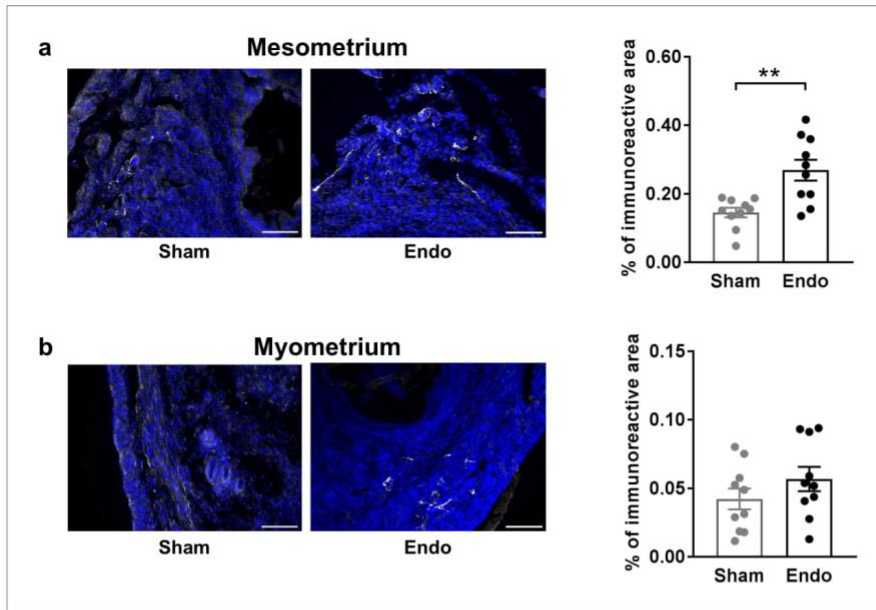 a
Mesometrium
Sham
Endo
% of immunoreactive area
0.60
0.40
0.20
0.00
**
Sham
Endo
b
Myometrium
Sham
Endo
% of immunoreactive area
0.15
0.10
0.05
0.00
Sham
Endo